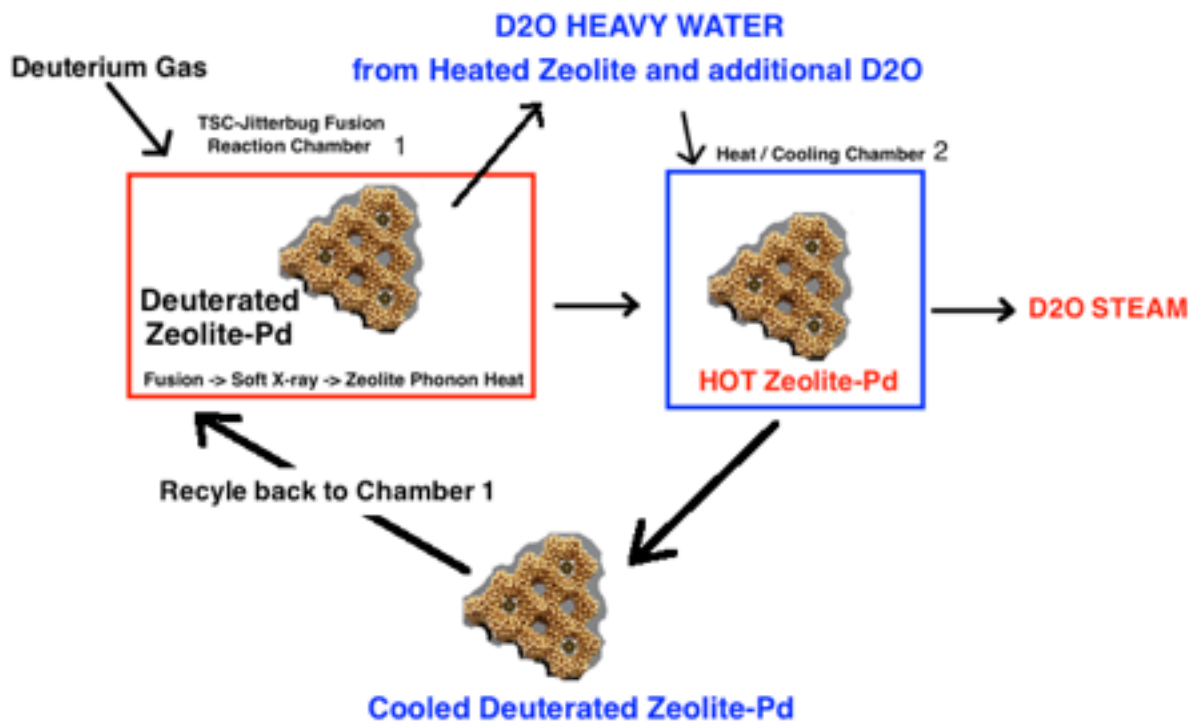 D2O HEAVY WATER
from Heated Zeolite and additional D2O
Deuterium Gas
TSC-Jitterbug Fusion
Reaction Chamber 1
Heat / Cooling Chamber 2
Deuterated
Zeolite-Pd
Fusion -> Soft X-ray -> Zeolite Phonon Heat
HOT Zeolite-Pd
D2O STEAM
Recyle back to Chamber 1
Cooled Deuterated Zeolite-Pd